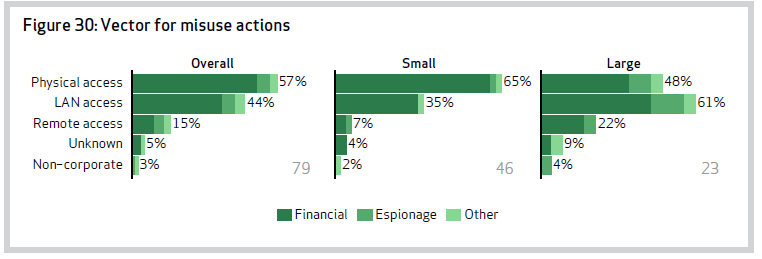 Figure 30: Vector for misuse actions
Overall Small Large
Physical access 57% 65% 48%
LAN access 44% 35% 61%
Remote access 15% 7% 22%
Unknown 5% 4% 9%
Non-corporate 3% 79 2% 46 4% 23
Financial Espionage Other